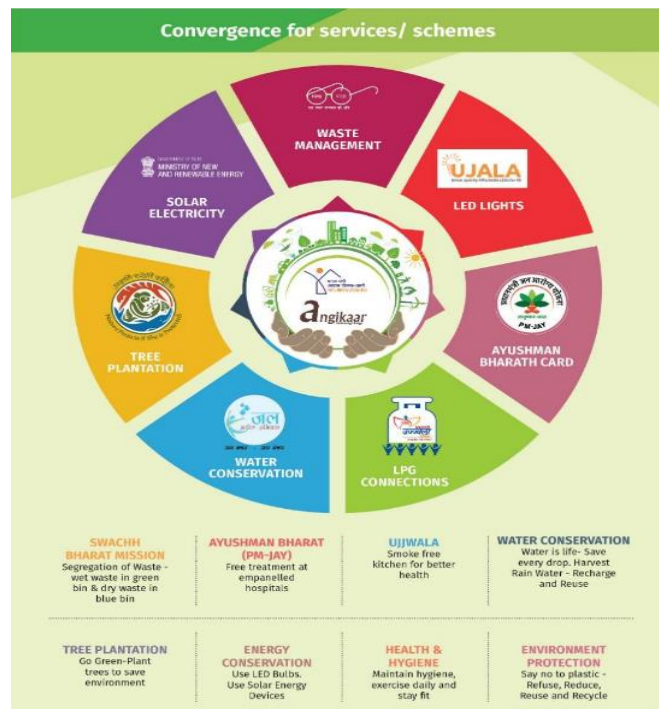 Convergence for services/ schemes
WASTE
MANAGEMENT
MINISTRY OF NEW
AND RENEWABLE ENERGY
SOLAR
ELECTRICITY
UJALA
LED LIGHTS
TREE
PLANTATION
angikaar
PM-JAY
AYUSHMAN
BHARATH CARD
जल
WATER
CONSERVATION
LPG
CONNECTIONS
SWACHH
BHARAT MISSION
Segregation of Waste -
wet waste in green
bin & dry waste in
blue bin
AYUSHMAN BHARAT
(PM-JAY)
Free treatment at
empanelled
hospitals
UJJWALA
Smoke free
kitchen for better
health
WATER CONSERVATION
Water is life- Save
every drop. Harvest
Rain Water - Recharge
and Reuse
TREE PLANTATION
Go Green-Plant
trees to save
environment
ENERGY
CONSERVATION
Use LED Bulbs.
Use Solar Energy
Devices
HEALTH &
HYGIENE
Maintain hygiene,
exercise daily and
stay fit
ENVIRONMENT
PROTECTION
Say no to plastic -
Refuse, Reduce,
Reuse and Recycle